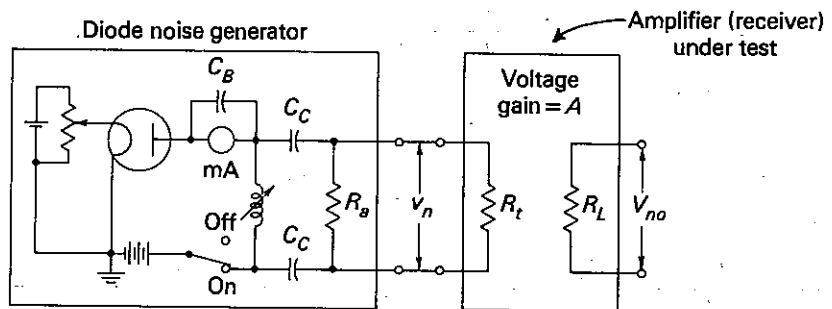 Diode noise generator
Amplifier (receiver)
under test
C_B
C_C
mA
Off
On
C_C
R_a
v_n
Voltage
gain = A
R_t
R_L
V_no